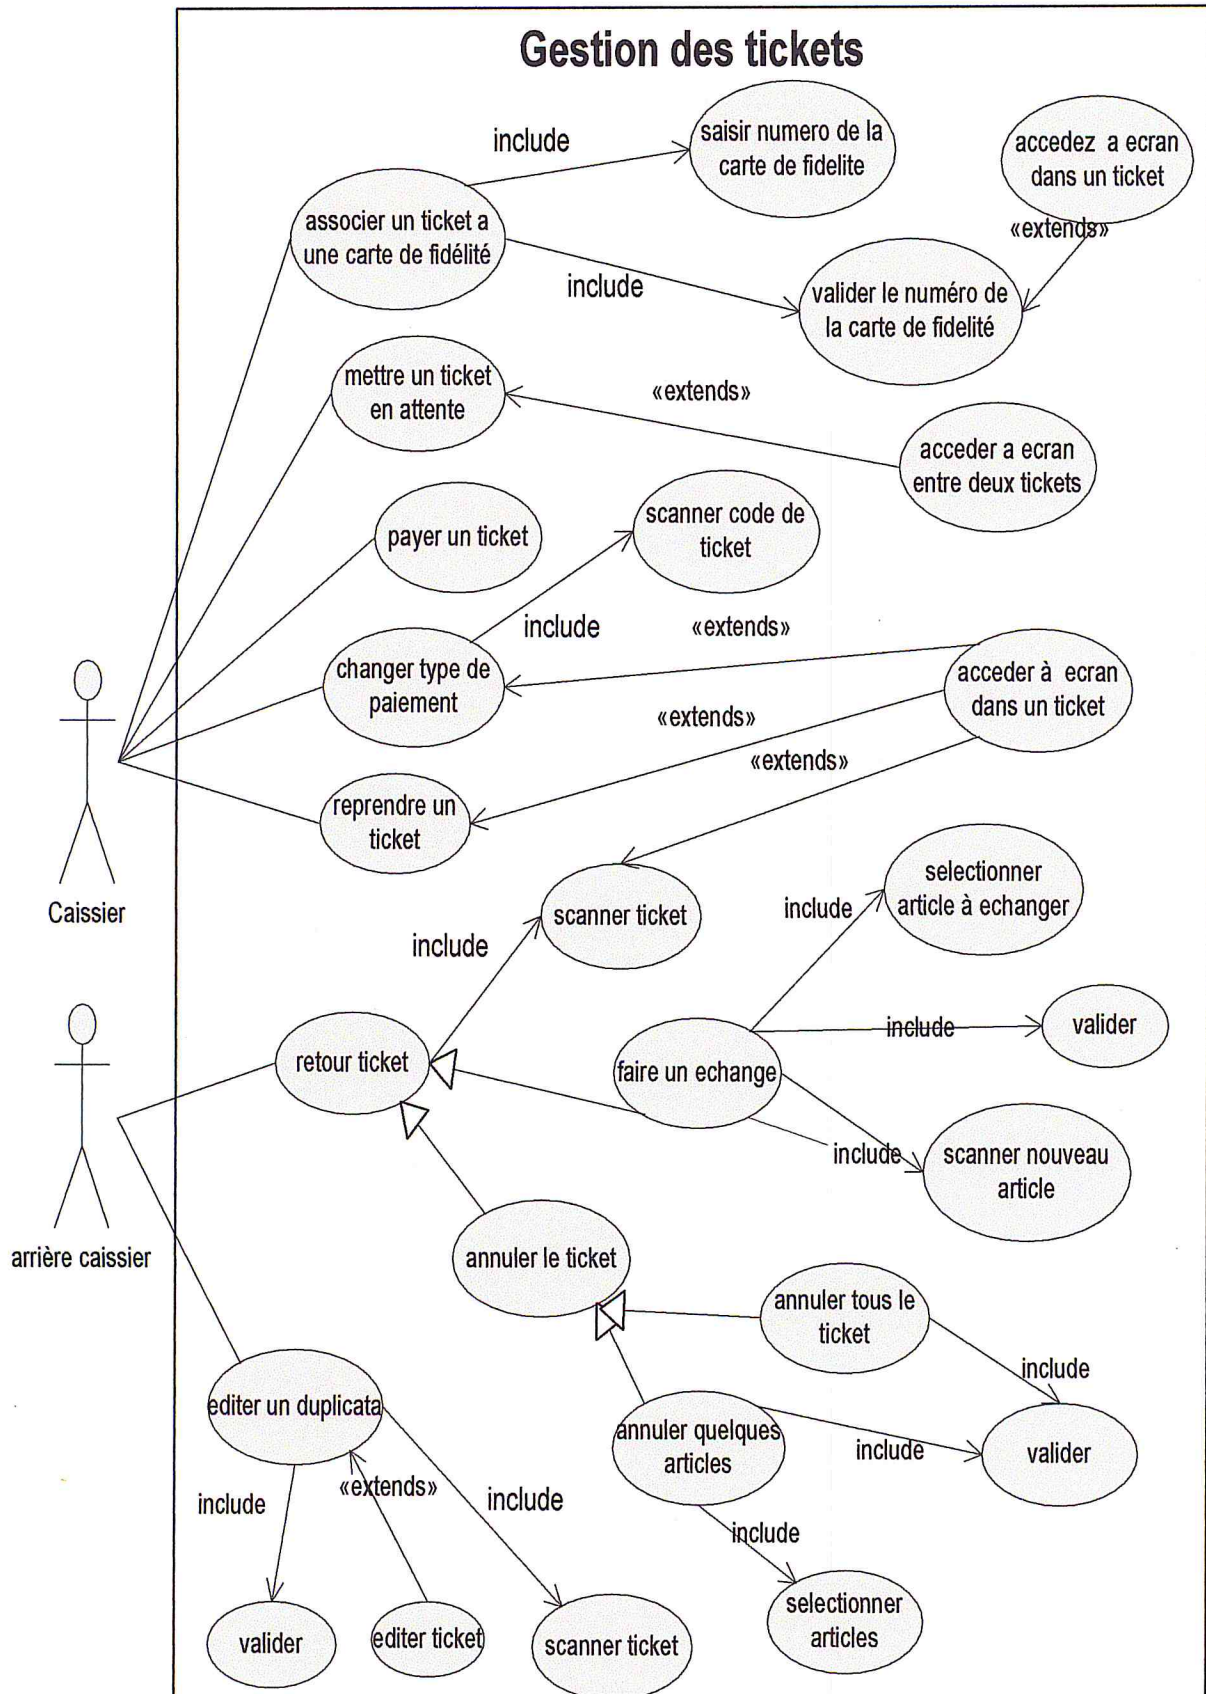 Gestion des tickets
include
saisir numero de la
carte de fidelite
accedez a ecran
dans un ticket
associer un ticket a
une carte de fidélité
«extends»
include
valider le numéro de
la carte de fidelité
mettre un ticket
en attente
«extends»
acceder a ecran
entre deux tickets
payer un ticket
scanner code de
ticket
include
«extends»
changer type de
paiement
acceder à ecran
dans un ticket
«extends»
«extends»
reprendre un
ticket
Caissier
scanner ticket
include
selectionner
article à echanger
include
retour ticket
faire un echange
include
valider
include
scanner nouveau
article
arrière caissier
annuler le ticket
annuler tous le
ticket
include
editer un duplicata
annuler quelques
articles
include
valider
include
«extends»
include
include
selectionner
articles
valider
editer ticket
scanner ticket